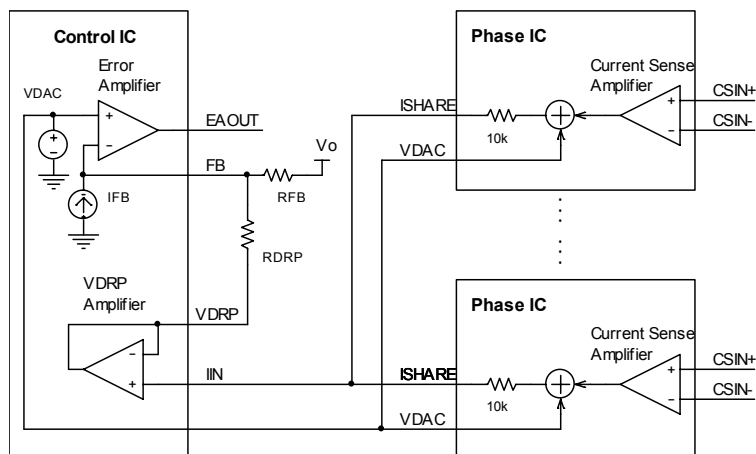 Control IC
Error
Amplifier
VDAC
+
-
+
-
EAOUT
FB
Vo
IFB
RFB
RDRP
VDRP
Amplifier
VDRP
-
+
IIN
Phase IC
Current Sense
Amplifier
CSIN+
+
ISHARE
10k
CSIN-
-
VDAC
Phase IC
Current Sense
Amplifier
CSIN+
+
ISHARE
10k
CSIN-
-
VDAC